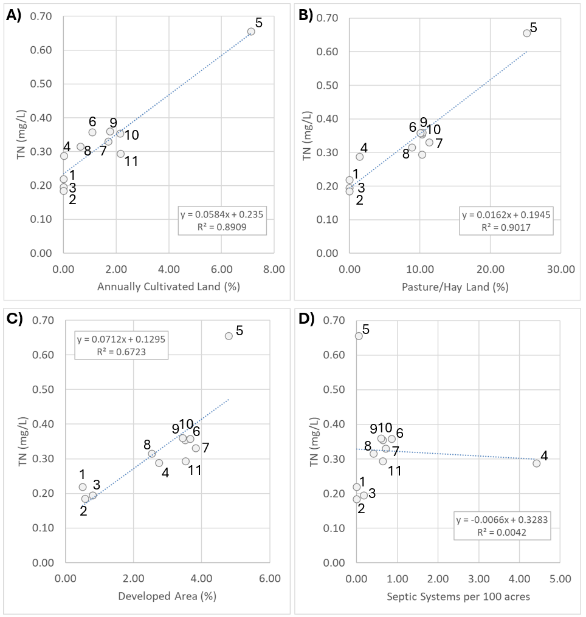 A)
TN (mg/L)
0.70
0.60
0.50
0.40
0.30
0.20
0.10
0.00
0.00 2.00 4.00 6.00 8.00
Annually Cultivated Land (%)
5
6 9
10
4
8 7
11
1
3
2
y = 0.0584x + 0.235
R² = 0.8909
B)
TN (mg/L)
0.70
0.60
0.50
0.40
0.30
0.20
0.10
0.00
0.00 10.00 20.00 30.00
Pasture/Hay Land (%)
5
6 9
10
4
8 7
1
3
2
y = 0.0162x + 0.1945
R² = 0.9017
C)
TN (mg/L)
0.70
0.60
0.50
0.40
0.30
0.20
0.10
0.00
0.00 2.00 4.00 6.00
Developed Area (%)
y = 0.0712x + 0.1295
R² = 0.6723
5
9 10 6
8 7
4 11
1
3
2
D)
TN (mg/L)
0.70
0.60
0.50
0.40
0.30
0.20
0.10
0.00
0.00 1.00 2.00 3.00 4.00 5.00
Septic Systems per 100 acres
5
9 10 6
8 7
4
11
1
3
2
y = -0.0066x + 0.3283
R² = 0.0042